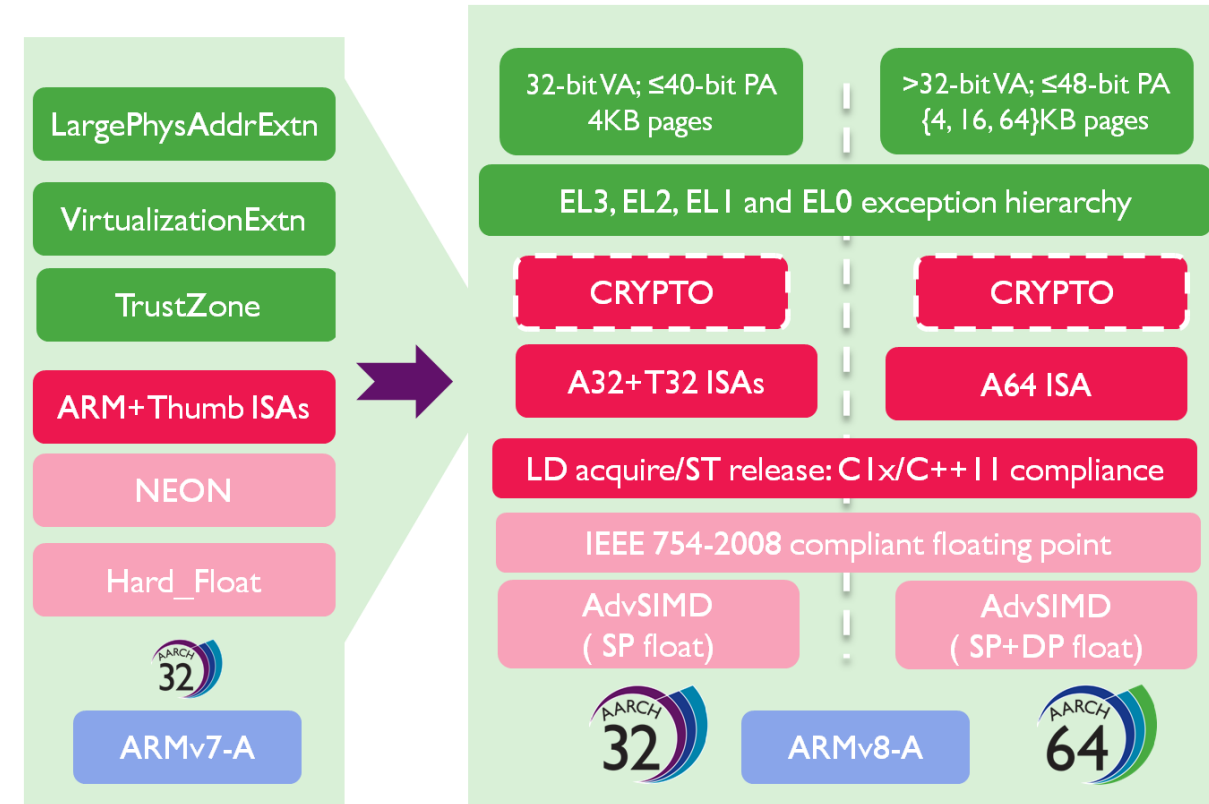 LargePhysAddrExtn
VirtualizationExtn
TrustZone
ARM+Thumb ISAs
NEON
Hard_Float
AARCH
32
ARMv7-A
32-bit VA; ≤40-bit PA
4KB pages
>32-bit VA; ≤48-bit PA
{4, 16, 64}KB pages
EL3, EL2, EL1 and EL0 exception hierarchy
CRYPTO
CRYPTO
A32+T32 ISAs
A64 ISA
LD acquire/ST release: C1x/C++11 compliance
IEEE 754-2008 compliant floating point
AdvSIMD
( SP float)
AdvSIMD
( SP+DP float)
AARCH
32
ARMv8-A
AARCH
64